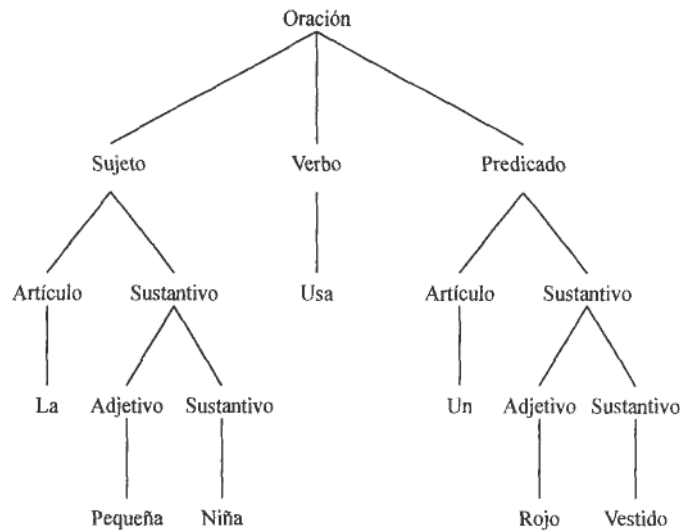 Oración
Sujeto Verbo Predicado
Artículo Sustantivo Usa Artículo Sustantivo
La Adjetivo Sustantivo Un Adjetivo Sustantivo
Pequeña Niña Rojo Vestido